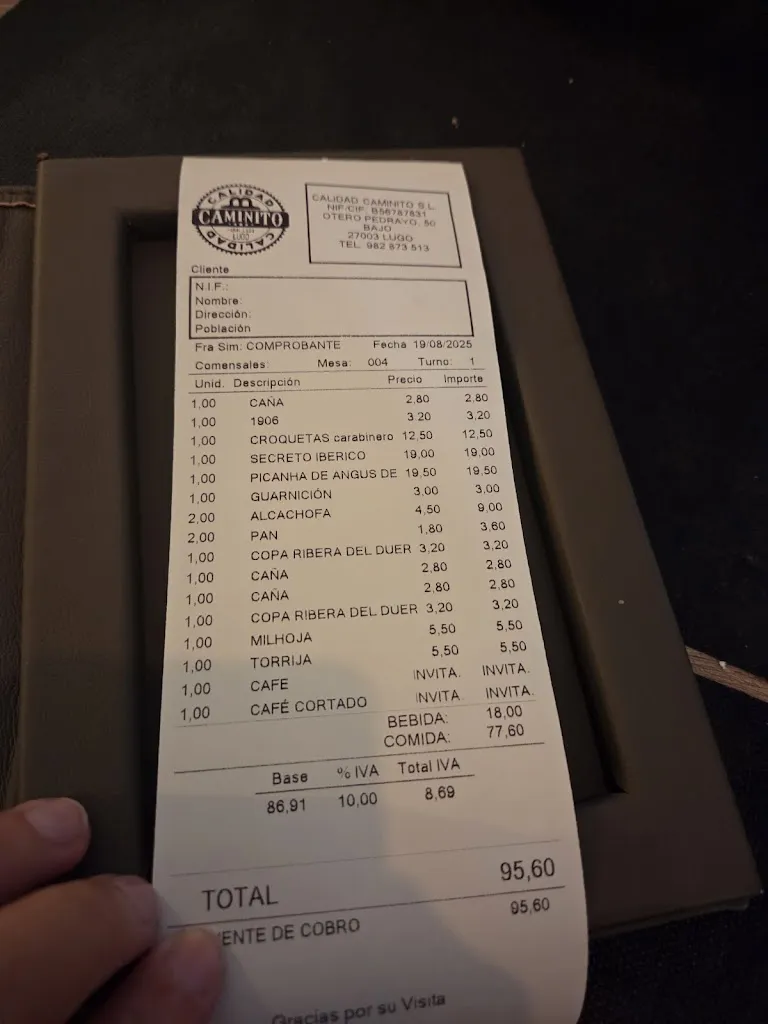 CALIDAD
CAMINITO
LUGO
CALIDAD
CALIDAD CAMINITO S.L.
NIF-CIF: B56787831
OTERO PEDRAYO, 80
BAJO
27003 LUGO
TEL. 982 873 513
Cliente
N.I.F.:
Nombre:
Dirección:
Población
Fra Sim: COMPROBANTE Fecha 19/08/2025
Comensales: Mesa: 004 Turno: 1
Unid. Descripción Precio Importe
1,00 CAÑA 2,80 2,80
1,00 1906 3,20 3,20
1,00 CROQUETAS carabinero 12,50 12,50
1,00 SECRETO IBERICO 19,00 19,00
1,00 PICANHA DE ANGUS DE 19,50 19,50
1,00 GUARNICIÓN 3,00 3,00
2,00 ALCACHOFA 4,50 9,00
2,00 PAN 1,80 3,60
1,00 COPA RIBERA DEL DUER 3,20 3,20
1,00 CAÑA 2,80 2,80
1,00 CAÑA 2,80 2,80
1,00 COPA RIBERA DEL DUER 3,20 3,20
1,00 MILHOJA 5,50 5,50
1,00 TORRIJA 5,50 5,50
1,00 CAFE INVITA. INVITA.
1,00 CAFÉ CORTADO INVITA. INVITA.
BEBIDA: 18,00
COMIDA: 77,60
Base % IVA Total IVA
86,91 10,00 8,69
TOTAL 95,60
IENTE DE COBRO 95,60
Gracias por su Visita